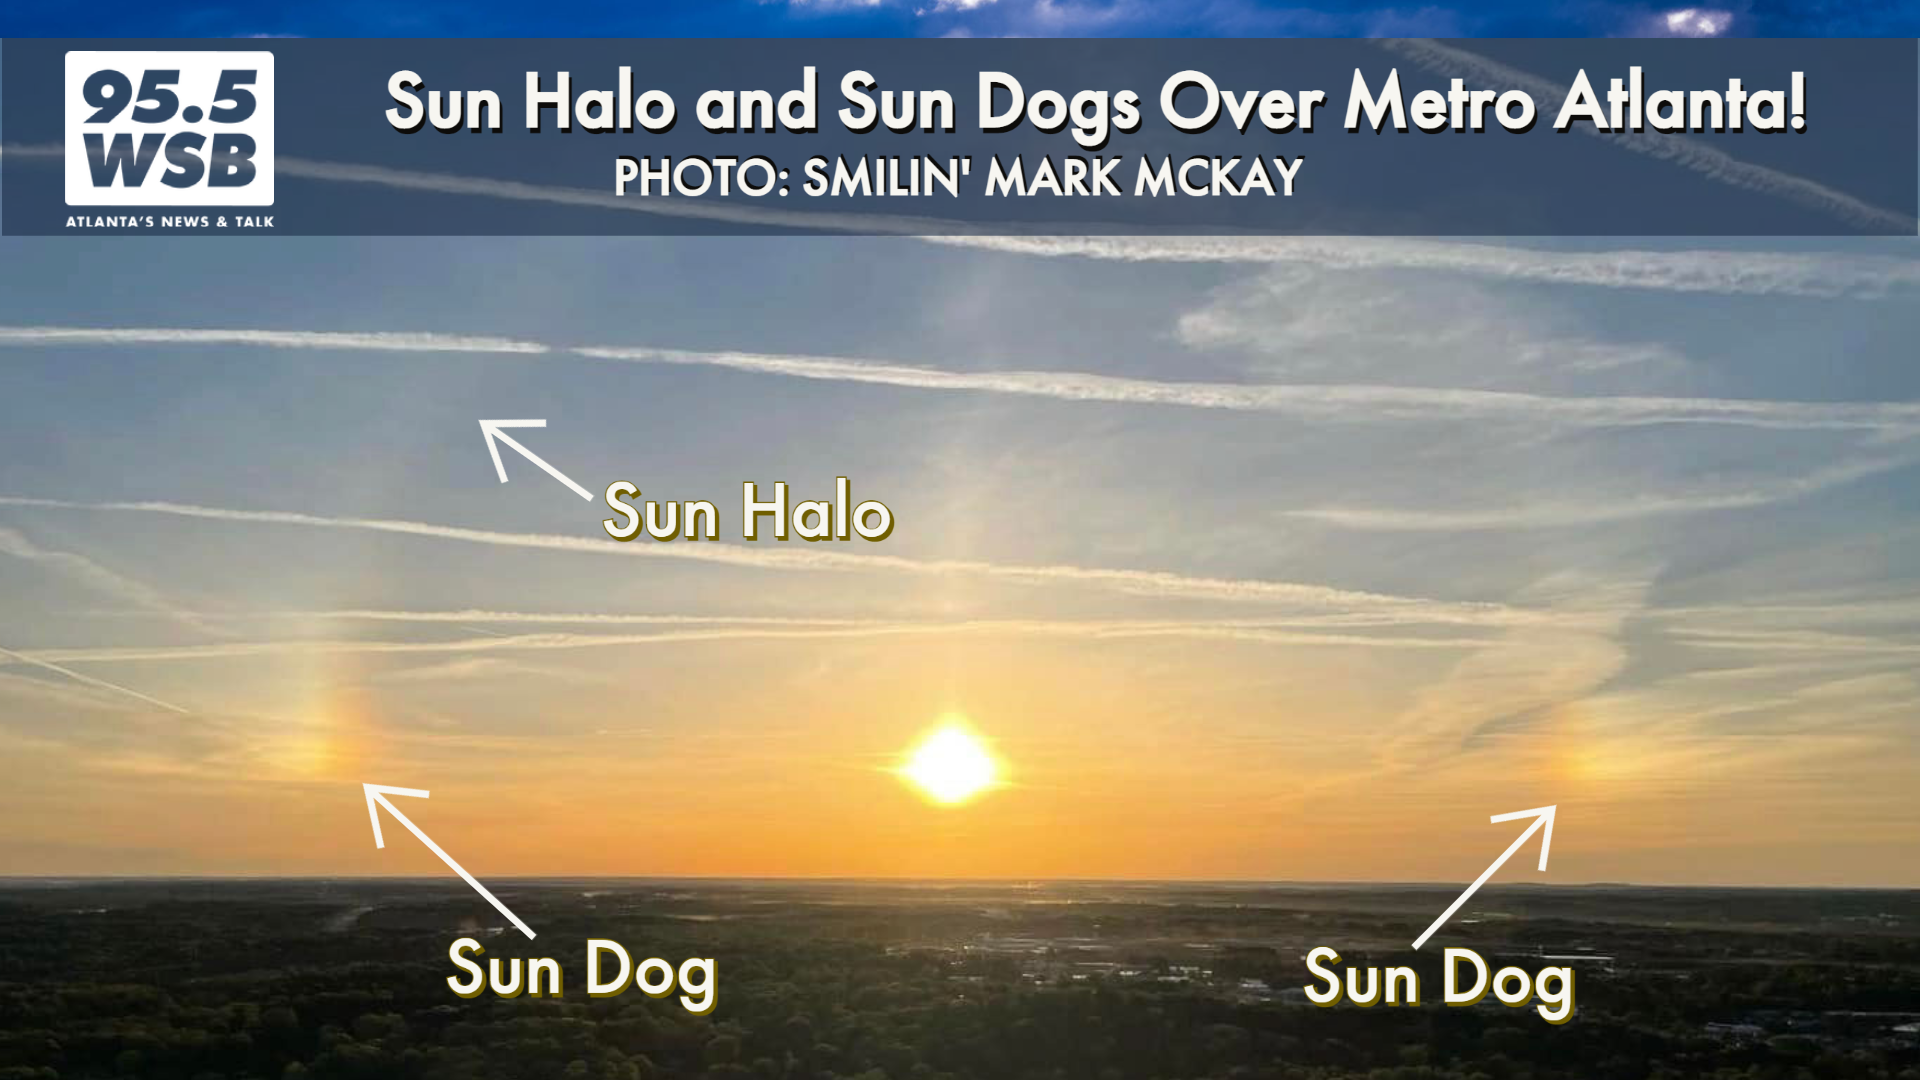 95.5
WSB
ATLANTA'S NEWS & TALK
Sun Halo and Sun Dogs Over Metro Atlanta!
PHOTO: SMILIN' MARK MCKAY
Sun Halo
Sun Dog
Sun Dog